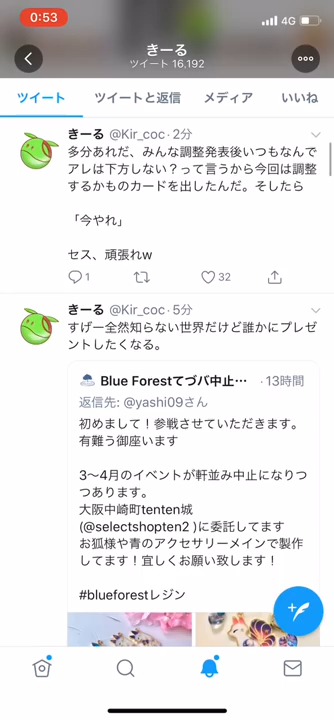 0:53
4G
きーる
ツイート 16,192
ツイート
ツイートと返信
メディア
いいね
きーる @Kir_coc・2分
多分あれだ、みんな調整発表後いつもなんで
アレは下方しない？って言うから今回は調整
するかものカードを出したんだ。そしたら
「今やれ」
セス、頑張れw
1
32
きーる @Kir_coc・5分
すげー全然知らない世界だけど誰かにプレゼ
ントしたくなる。
Blue Forestてづバ中止… ・13時間
返信先: @yashi09さん
初めまして！参戦させていただきます。
有難う御座います
3〜4月のイベントが軒並み中止になりつ
つあります。
大阪中崎町tenten城
(@selectshopten2 )に委託してます
お狐様や青のアクセサリーメインで製作
してます！宜しくお願い致します！
#blueforestレジン